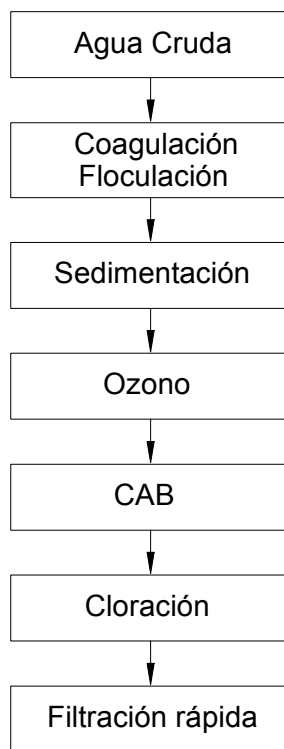 Agua Cruda
Coagulación
Floculación
Sedimentación
Ozono
CAB
Cloración
Filtración rápida